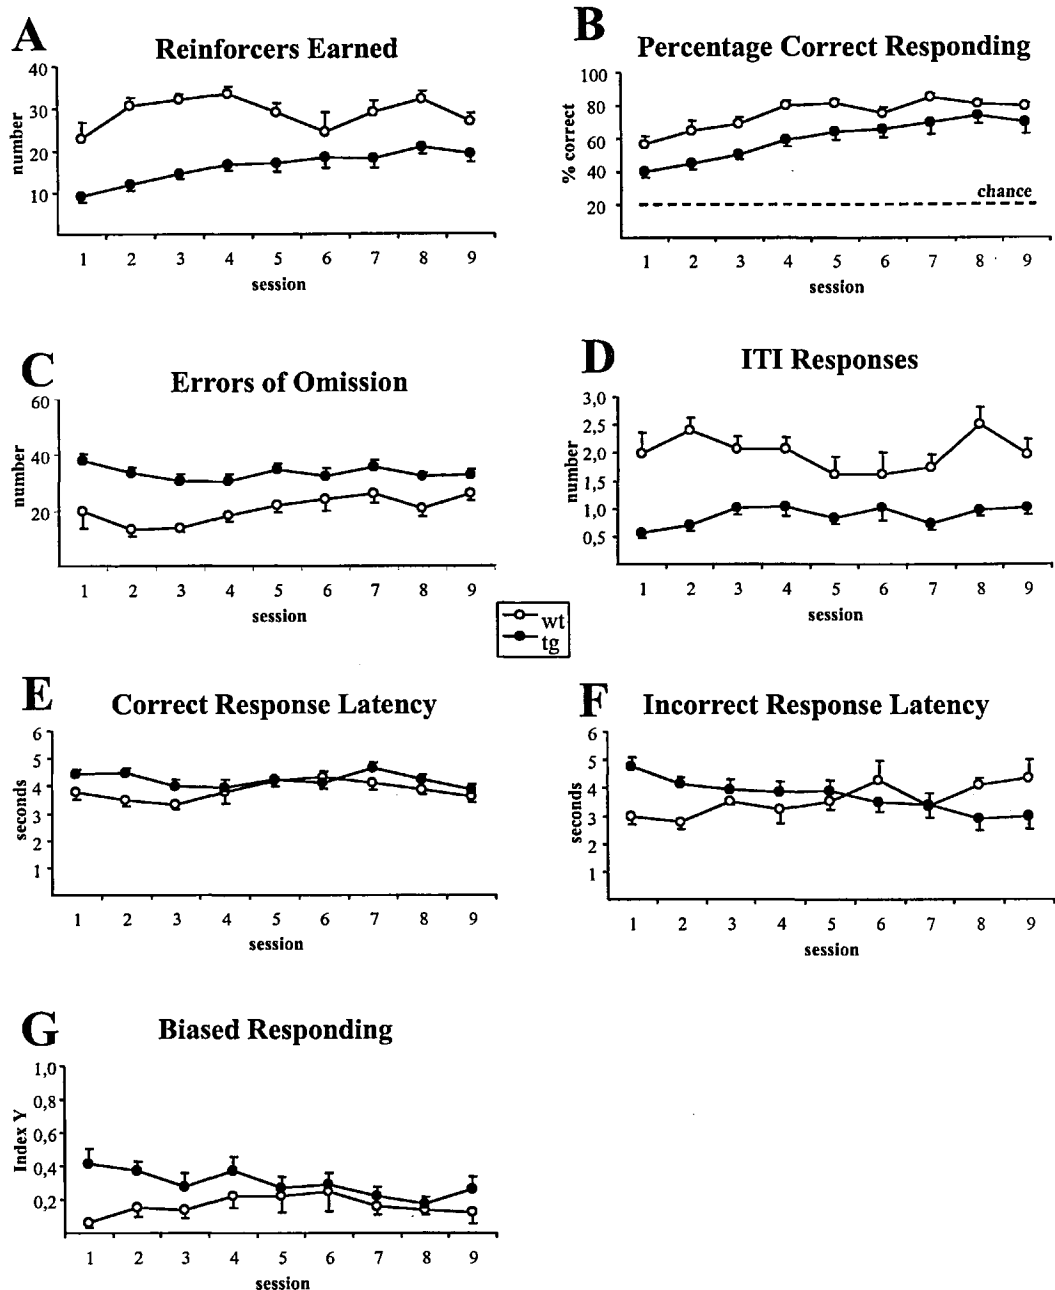 A
Reinforcers Earned
40
30
20
10
number
1 2 3 4 5 6 7 8 9
session
B
Percentage Correct Responding
100
80
60
40
20
% correct
chance
1 2 3 4 5 6 7 8 9
session
C
Errors of Omission
60
40
20
number
1 2 3 4 5 6 7 8 9
session
D
ITI Responses
3,0
2,5
2,0
1,5
1,0
0,5
number
1 2 3 4 5 6 7 8 9
session
wt
tg
E
Correct Response Latency
6
5
4
3
2
1
seconds
1 2 3 4 5 6 7 8 9
session
F
Incorrect Response Latency
6
5
4
3
2
1
seconds
1 2 3 4 5 6 7 8 9
session
G
Biased Responding
1,0
0,8
0,6
0,4
0,2
Index Y
1 2 3 4 5 6 7 8 9
session